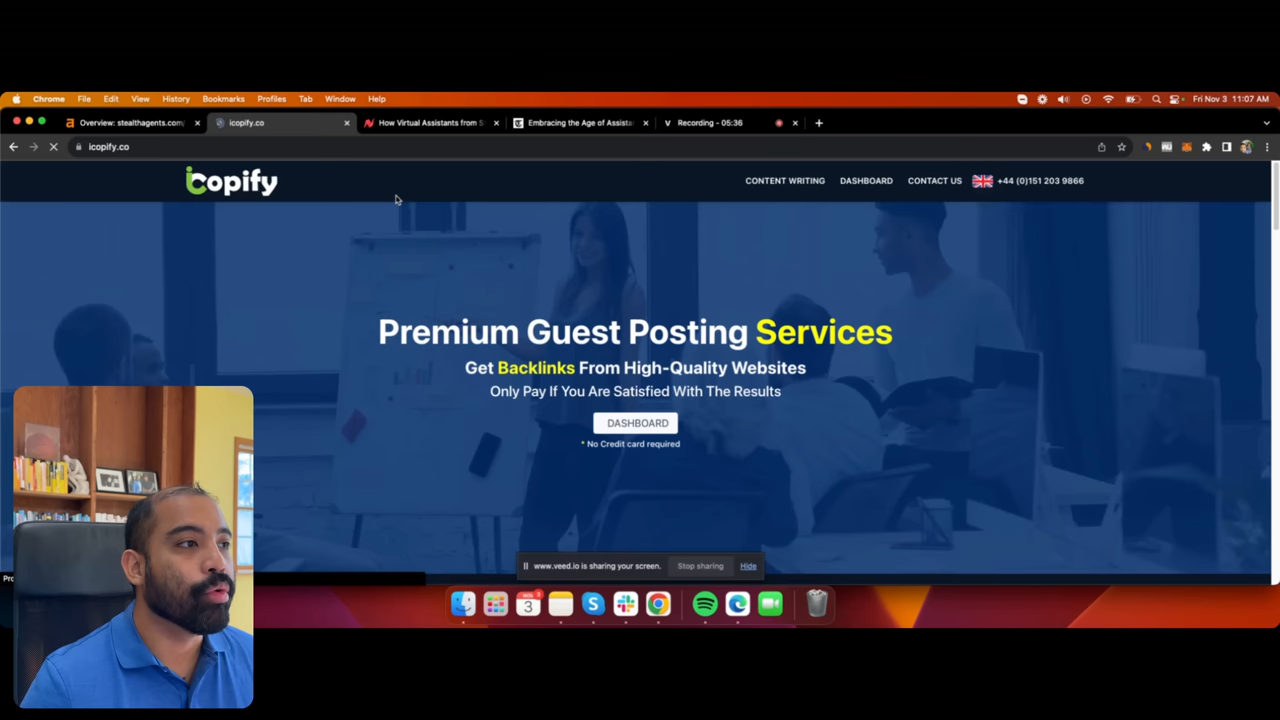 Chrome File Edit View History Bookmarks Profiles Tab Window Help Fri Nov 3 11:07 AM
Overview: stealthagents.com/ icopify.co How Virtual Assistants from S Embracing the Age of Assista Recording - 05:36
icopify.co
icopify CONTENT WRITING DASHBOARD CONTACT US +44 (0)151 203 9866
Premium Guest Posting Services
Get Backlinks From High-Quality Websites
Only Pay If You Are Satisfied With The Results
DASHBOARD
* No Credit card required
www.veed.io is sharing your screen. Stop sharing Hide
Pro
NOV
3